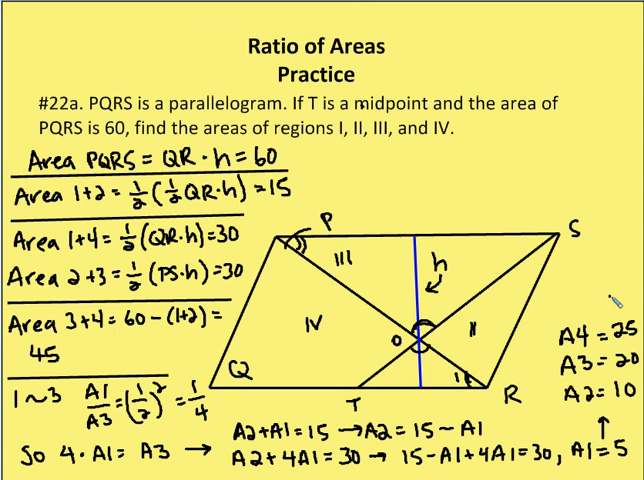 Ratio of Areas
Practice
#22a. PQRS is a parallelogram. If T is a midpoint and the area of
PQRS is 60, find the areas of regions I, II, III, and IV.
Area PQRS = QR · h = 60
Area 1+2 = 1/2 (1/2 QR·h) = 15
Area 1+4 = 1/2 (QR·h) = 30
Area 2+3 = 1/2 (PS·h) = 30
Area 3+4 = 60 - (1+2) =
45
1 ~ 3 A1/A3 = (1/2)² = 1/4
So 4 · A1 = A3 →
A2 + A1 = 15 → A2 = 15 - A1
A2 + 4A1 = 30 → 15 - A1 + 4A1 = 30, A1 = 5
P
S
III
h
IV
O
II
I
Q
T
R
A4 = 25
A3 = 20
A2 = 10
↑